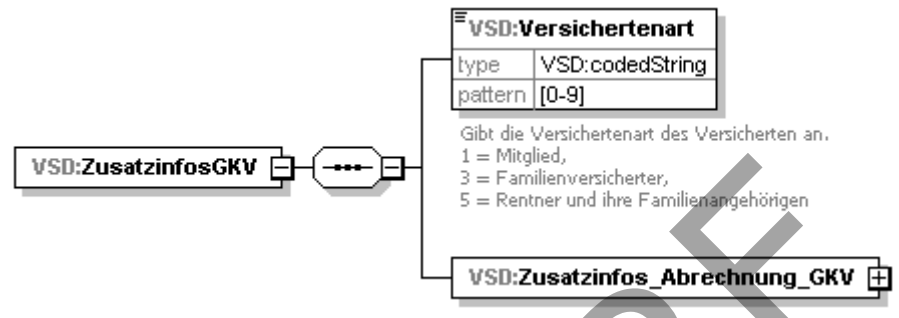 VSD:Versichertenart
type VSD:codedString
pattern [0-9]
Gibt die Versichertenart des Versicherten an.
1 = Mitglied,
3 = Familienversicherter,
5 = Rentner und ihre Familienangehörigen
VSD:ZusatzinfosGKV
VSD:Zusatzinfos_Abrechnung_GKV